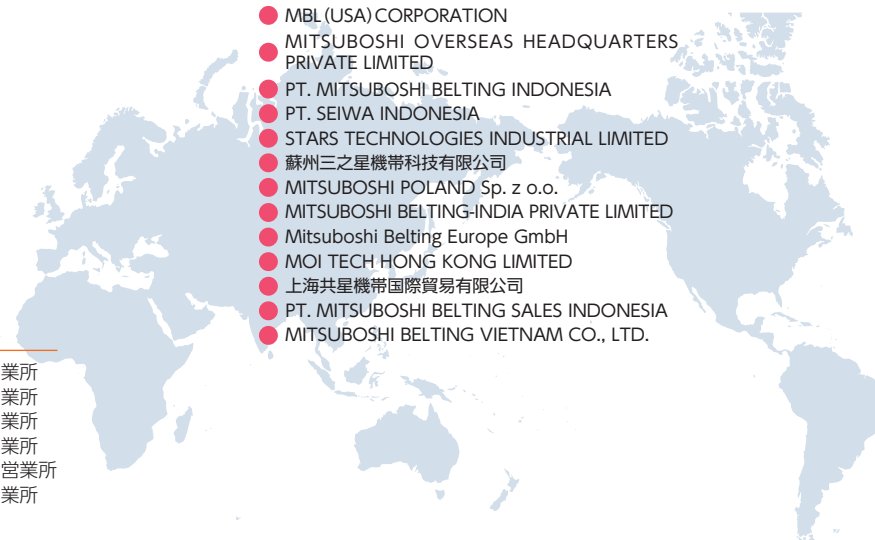 MBL (USA) CORPORATION
MITSUBOSHI OVERSEAS HEADQUARTERS
PRIVATE LIMITED
PT. MITSUBOSHI BELTING INDONESIA
PT. SEIWA INDONESIA
STARS TECHNOLOGIES INDUSTRIAL LIMITED
蘇州三之星機帯科技有限公司
MITSUBOSHI POLAND Sp. z o.o.
MITSUBOSHI BELTING-INDIA PRIVATE LIMITED
Mitsuboshi Belting Europe GmbH
MOI TECH HONG KONG LIMITED
上海共星機帯国際貿易有限公司
PT. MITSUBOSHI BELTING SALES INDONESIA
MITSUBOSHI BELTING VIETNAM CO., LTD.
業所
業所
業所
業所
営業所
業所